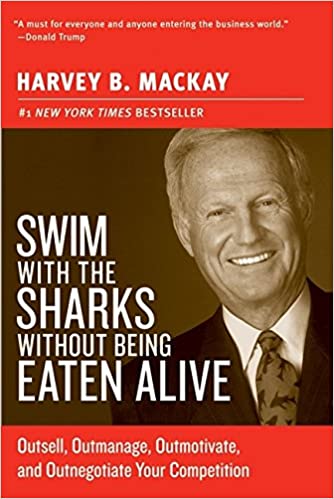 "A must for everyone and anyone entering the business world."
—Donald Trump
HARVEY B. MACKAY
#1 NEW YORK TIMES BESTSELLER
SWIM
WITH THE
SHARKS
WITHOUT BEING
EATEN ALIVE
Outsell, Outmanage, Outmotivate,
and Outnegotiate Your Competition